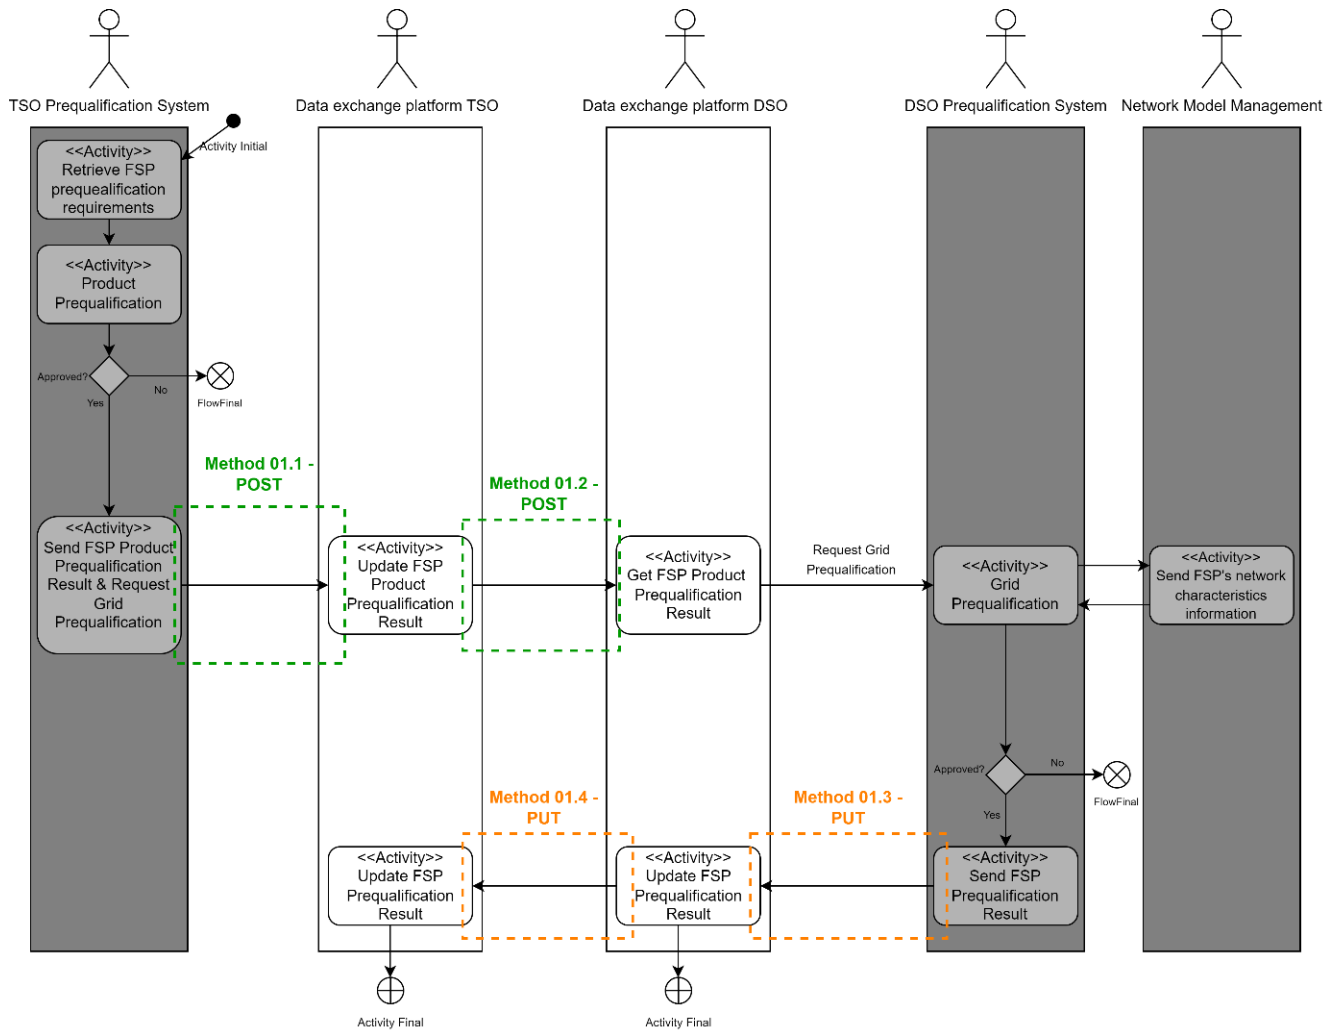 TSO Prequalification System
Data exchange platform TSO
Data exchange platform DSO
DSO Prequalification System
Network Model Management
Activity Initial
<<Activity>>
Retrieve FSP
prequealification
requirements
<<Activity>>
Product
Prequalification
Approved?
No
Yes
FlowFinal
Method 01.1 -
POST
Method 01.2 -
POST
<<Activity>>
Send FSP Product
Prequalification
Result & Request
Grid
Prequalification
<<Activity>>
Update FSP
Product
Prequalification
Result
<<Activity>>
Get FSP Product
Prequalification
Result
Request Grid
Prequalification
<<Activity>>
Grid
Prequalification
<<Activity>>
Send FSP's network
characteristics
information
Approved?
No
Yes
FlowFinal
Method 01.4 -
PUT
Method 01.3 -
PUT
<<Activity>>
Update FSP
Prequalification
Result
<<Activity>>
Update FSP
Prequalification
Result
<<Activity>>
Send FSP
Prequalification
Result
Activity Final
Activity Final